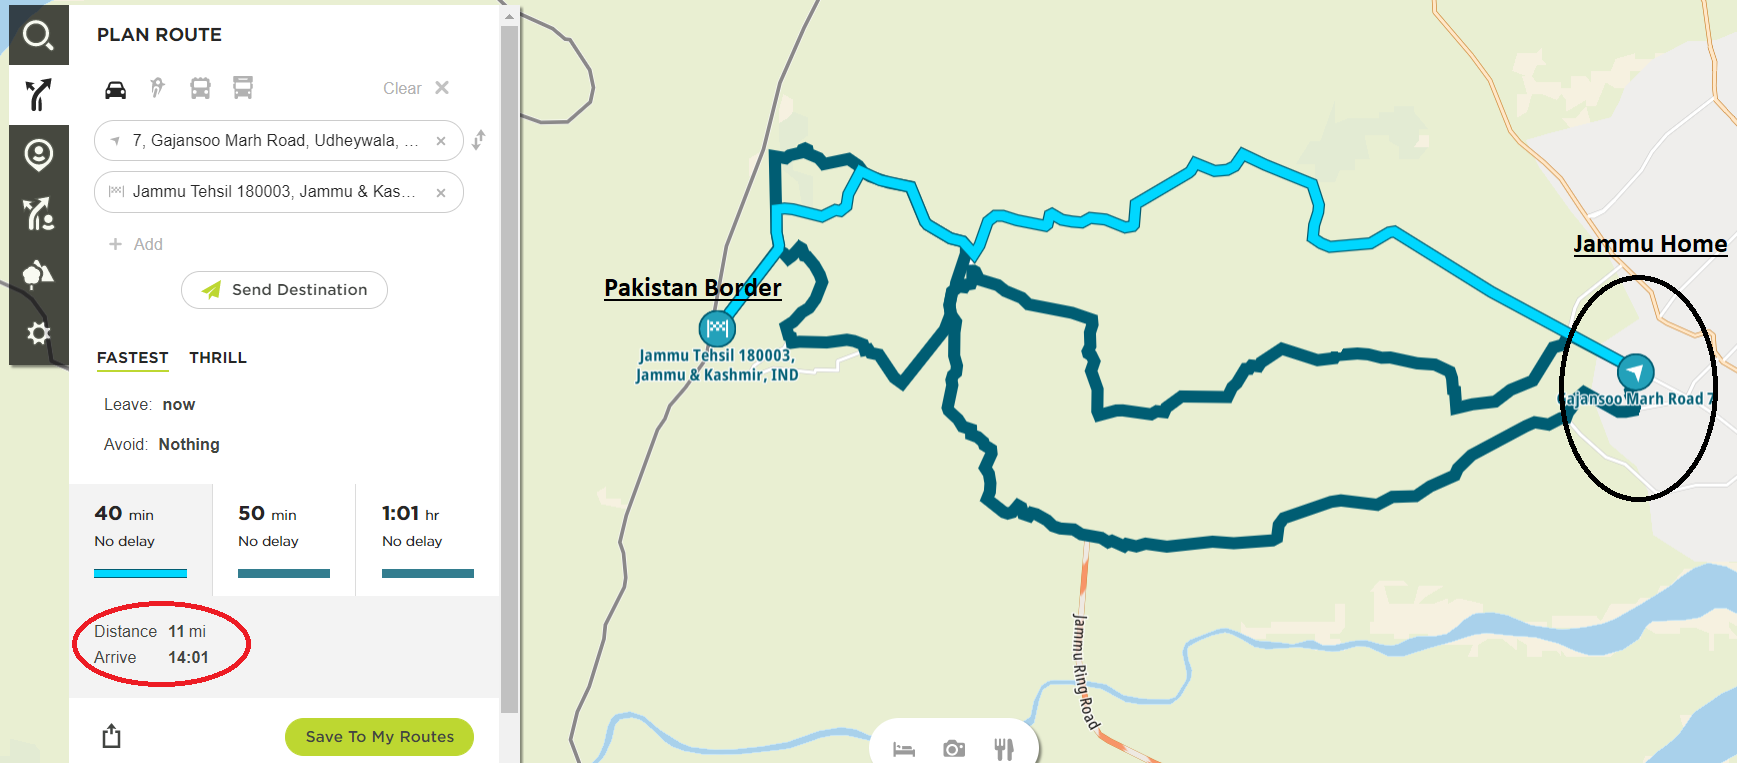 PLAN ROUTE
Clear
7, Gajansoo Marh Road, Udheywala, ...
Jammu Tehsil 180003, Jammu & Kas...
Add
Send Destination
FASTEST THRILL
Leave: now
Avoid: Nothing
40 min 50 min 1:01 hr
No delay No delay No delay
Distance 11 mi
Arrive 14:01
Save To My Routes
Pakistan Border
Jammu Tehsil 180003,
Jammu & Kashmir, IND
Jammu Home
Gajansoo Marh Road 7
Jammu Ring Road